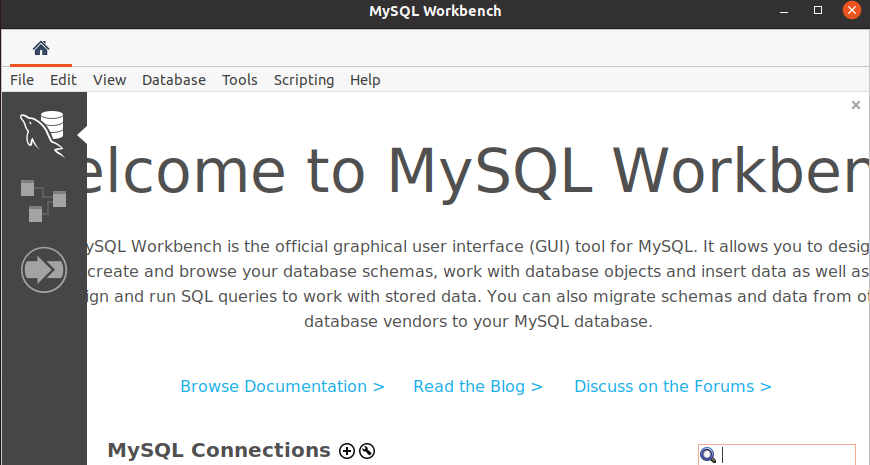 MySQL Workbench
File Edit View Database Tools Scripting Help
elcome to MySQL Workben
ySQL Workbench is the official graphical user interface (GUI) tool for MySQL. It allows you to desig
create and browse your database schemas, work with database objects and insert data as well as
ign and run SQL queries to work with stored data. You can also migrate schemas and data from o
database vendors to your MySQL database.
Browse Documentation > Read the Blog > Discuss on the Forums >
MySQL Connections